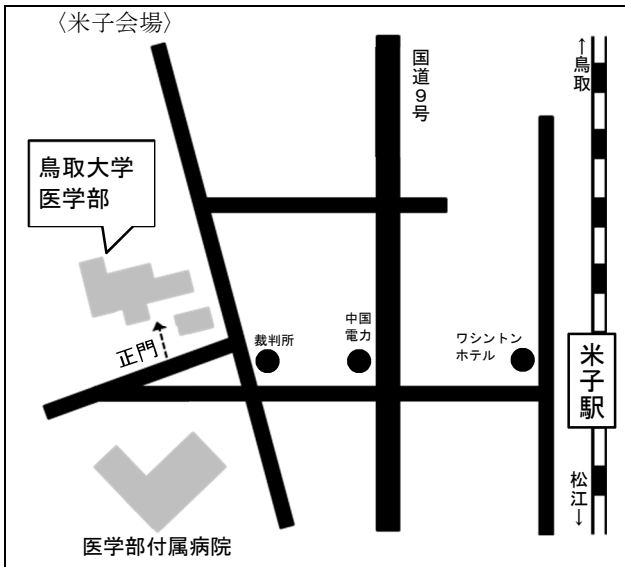 〈米子会場〉
国道9号
←鳥取
鳥取大学
医学部
正門
裁判所
中国
電力
ワシントン
ホテル
米子駅
松江→
医学部付属病院